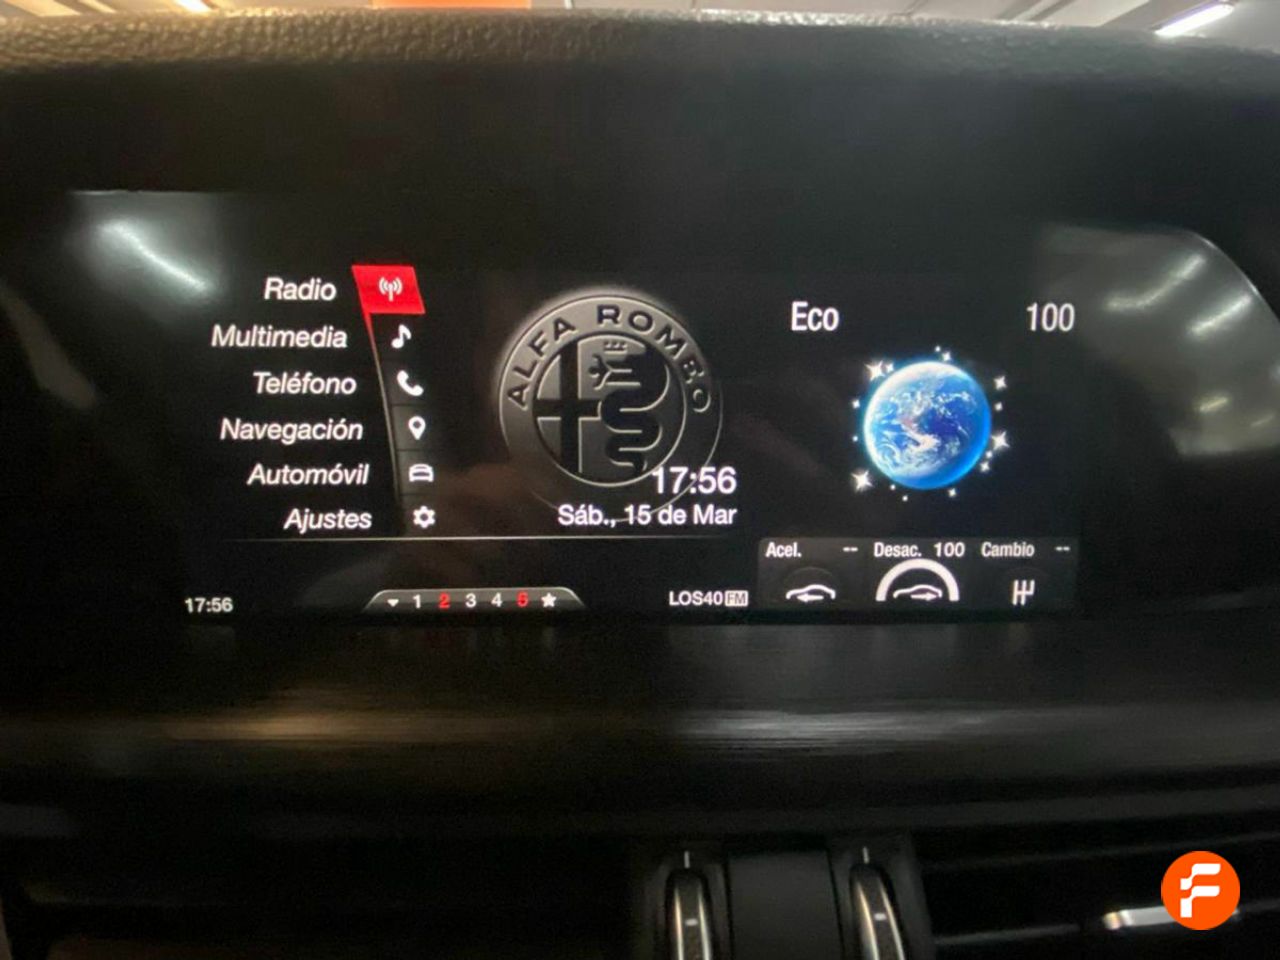 Radio
Multimedia
Teléfono
Navegación
Automóvil
Ajustes
ALFA ROMEO
17:56
Sáb., 15 de Mar
Eco 100
Acel. -- Desac. 100 Cambio --
17:56
1 2 3 4 5
LOS40 FM